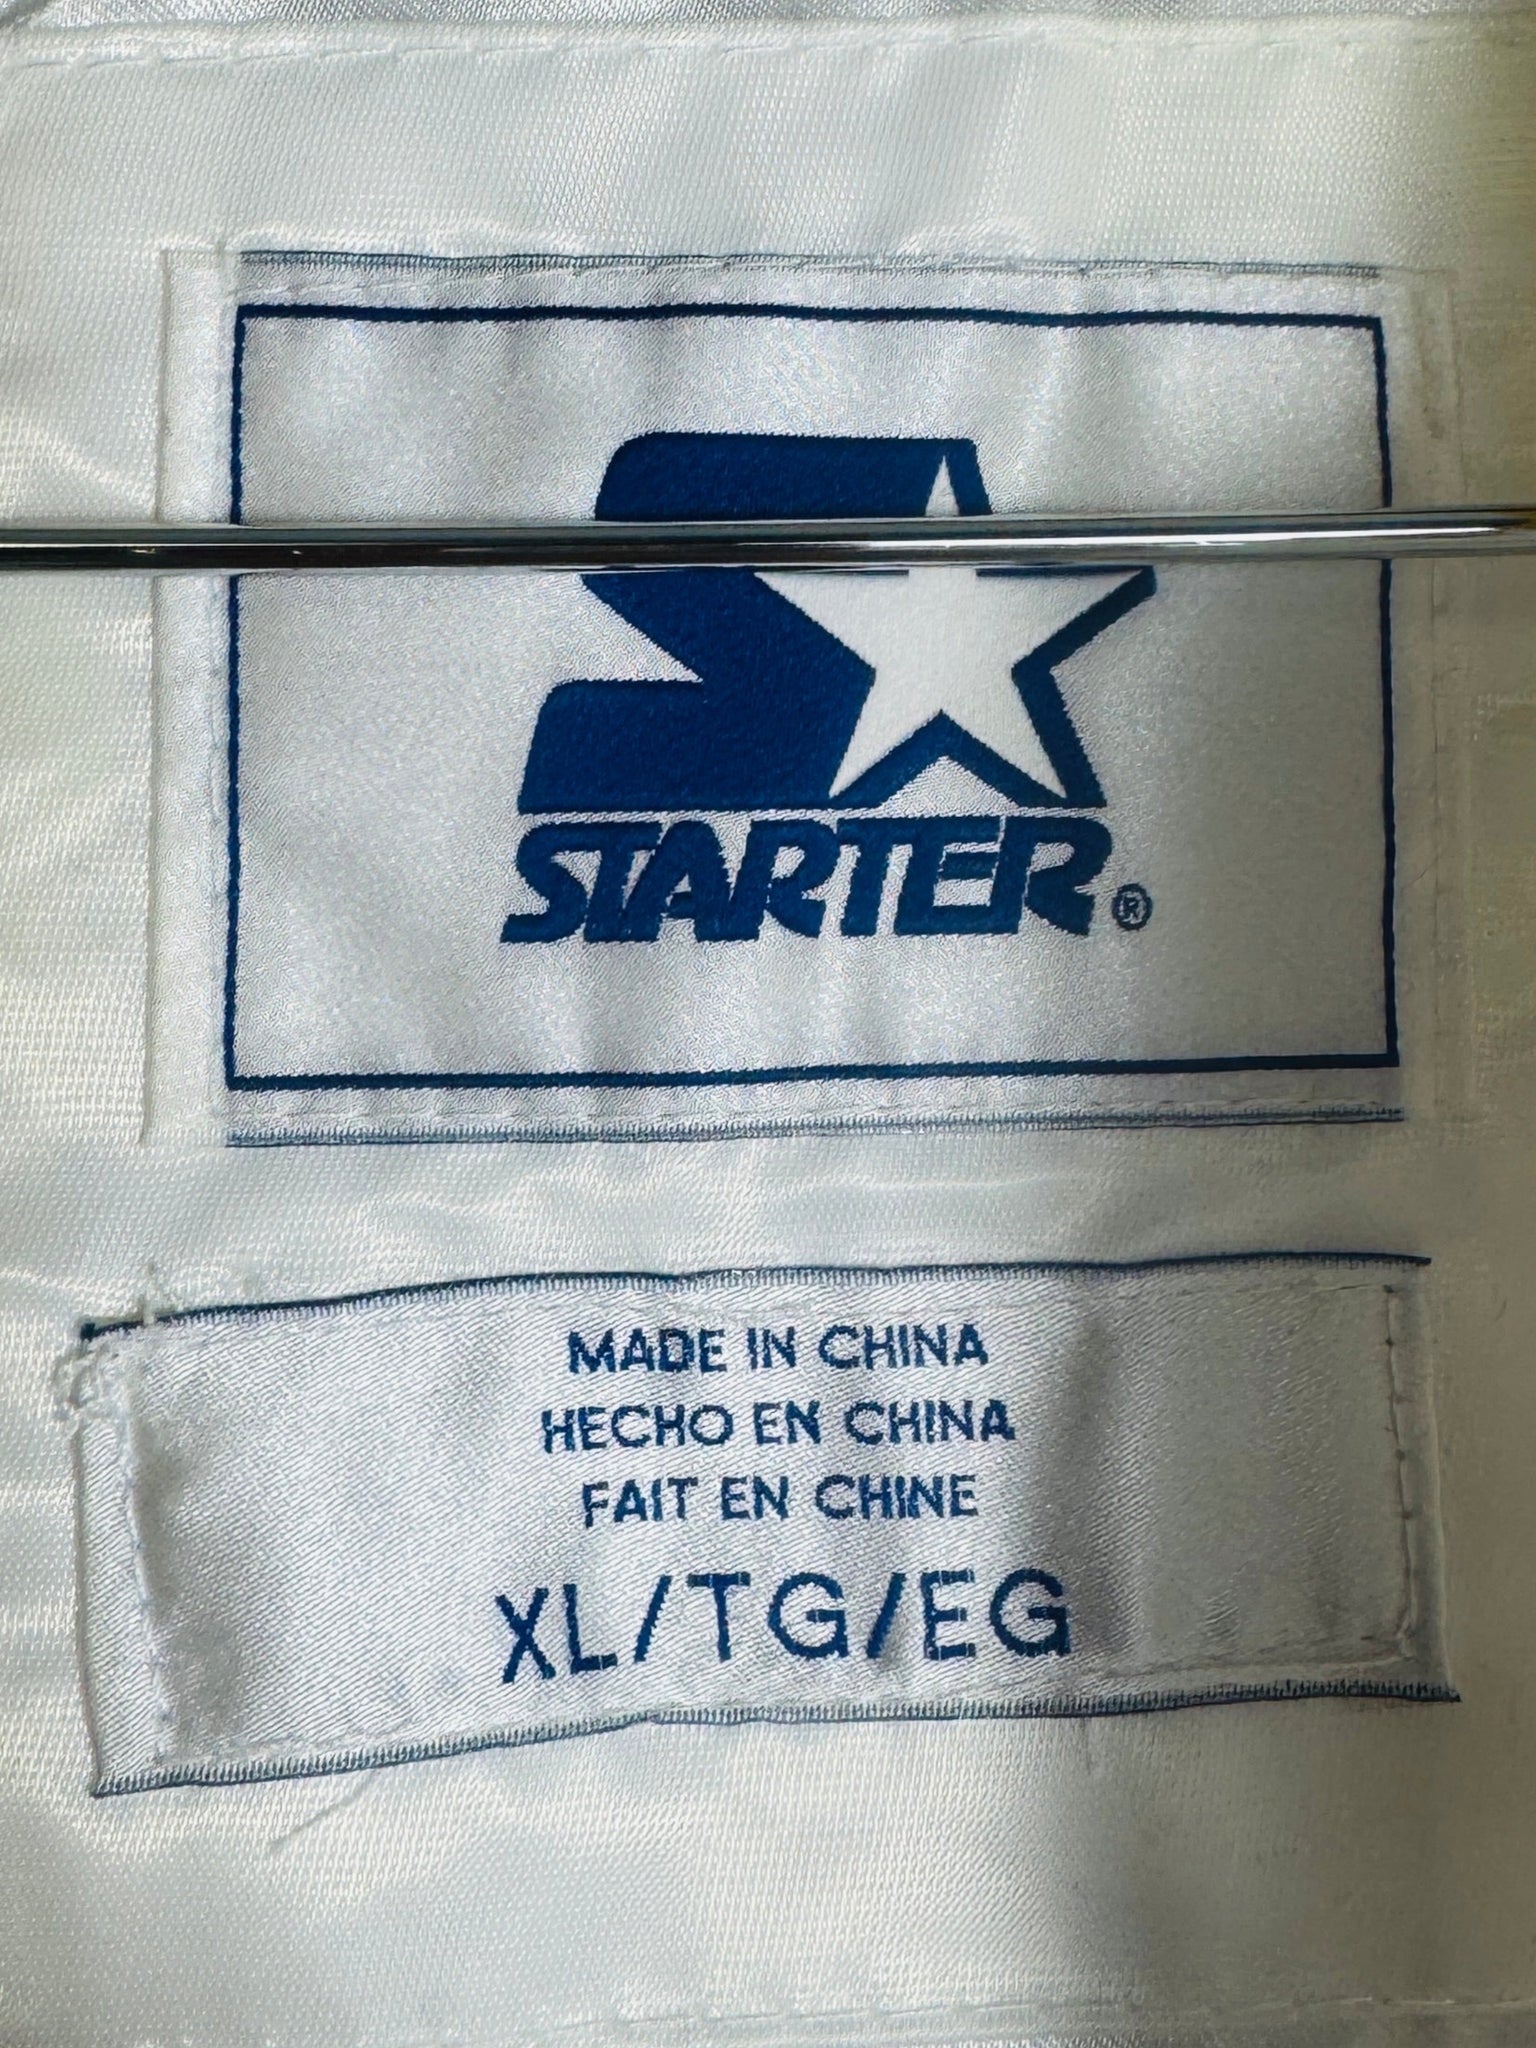 STARTER®
MADE IN CHINA
HECHO EN CHINA
FAIT EN CHINE
XL/TG/EG